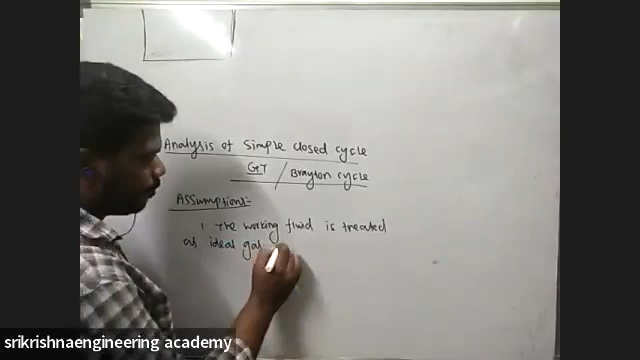 Analysis of Simple closed cycle
GT / Brayton cycle
Assumptions:-
1 The working fluid is treated
as ideal gas.
srikrishnaengineering academy